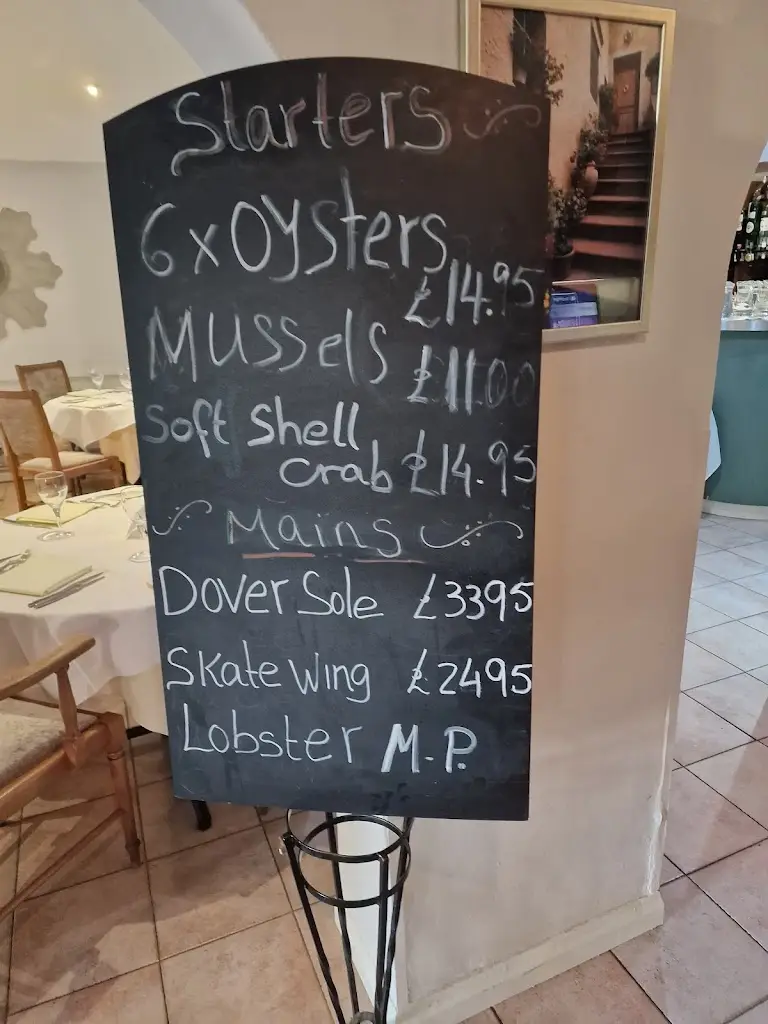 Starters
6 x Oysters
£14.95
Mussels £11.00
Soft Shell
Crab £14.95
Mains
Dover Sole £3395
Skate Wing £2495
Lobster M.P.